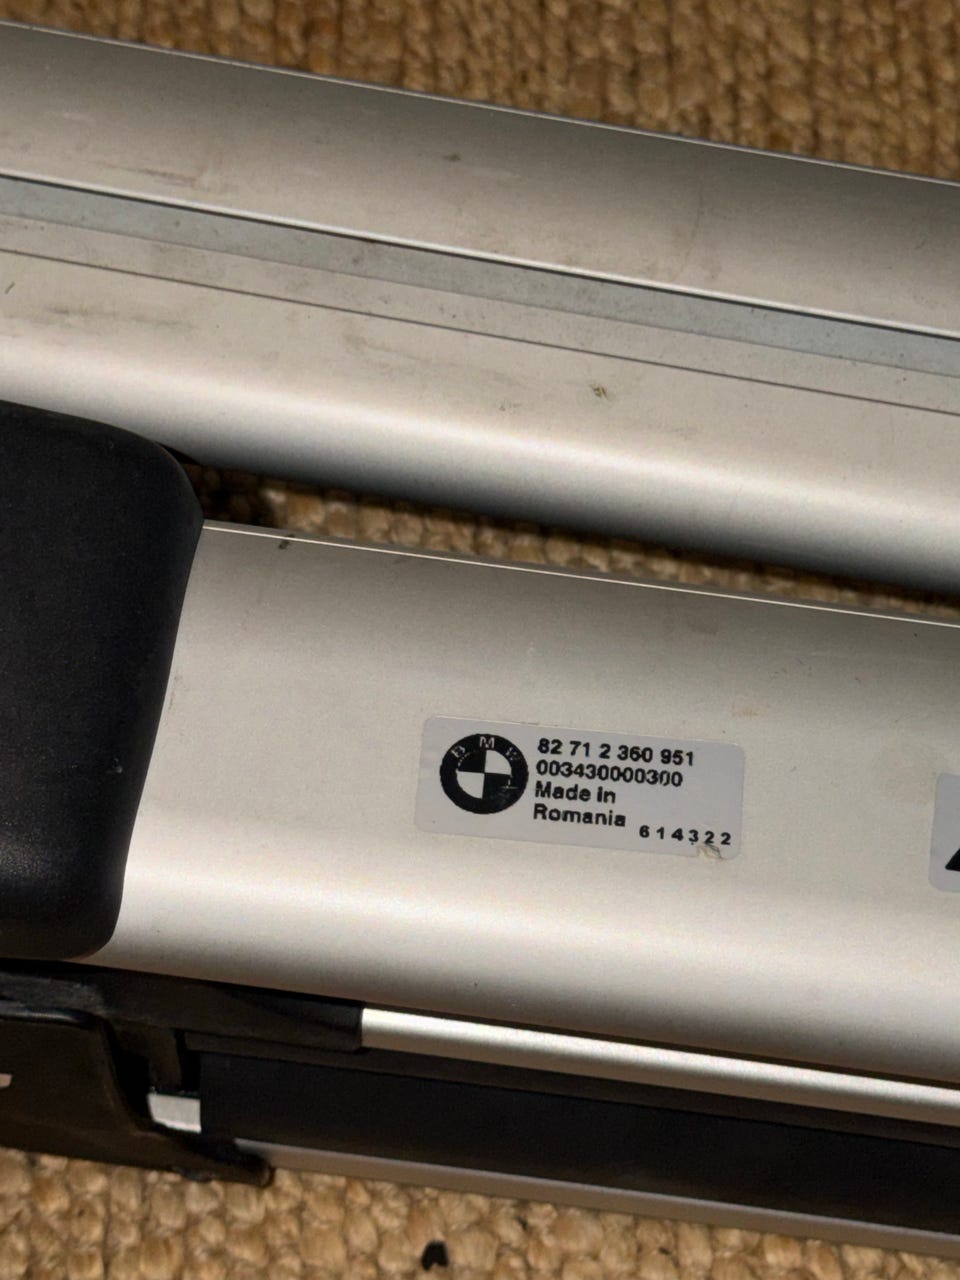 BMW
82 71 2 360 951
003430000300
Made in
Romania
614322